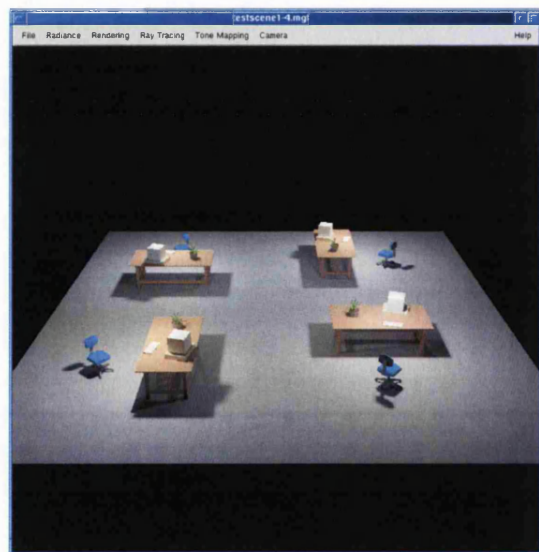 testscene1-4.mgf
File Radiance Rendering Ray Tracing Tone Mapping Camera Help